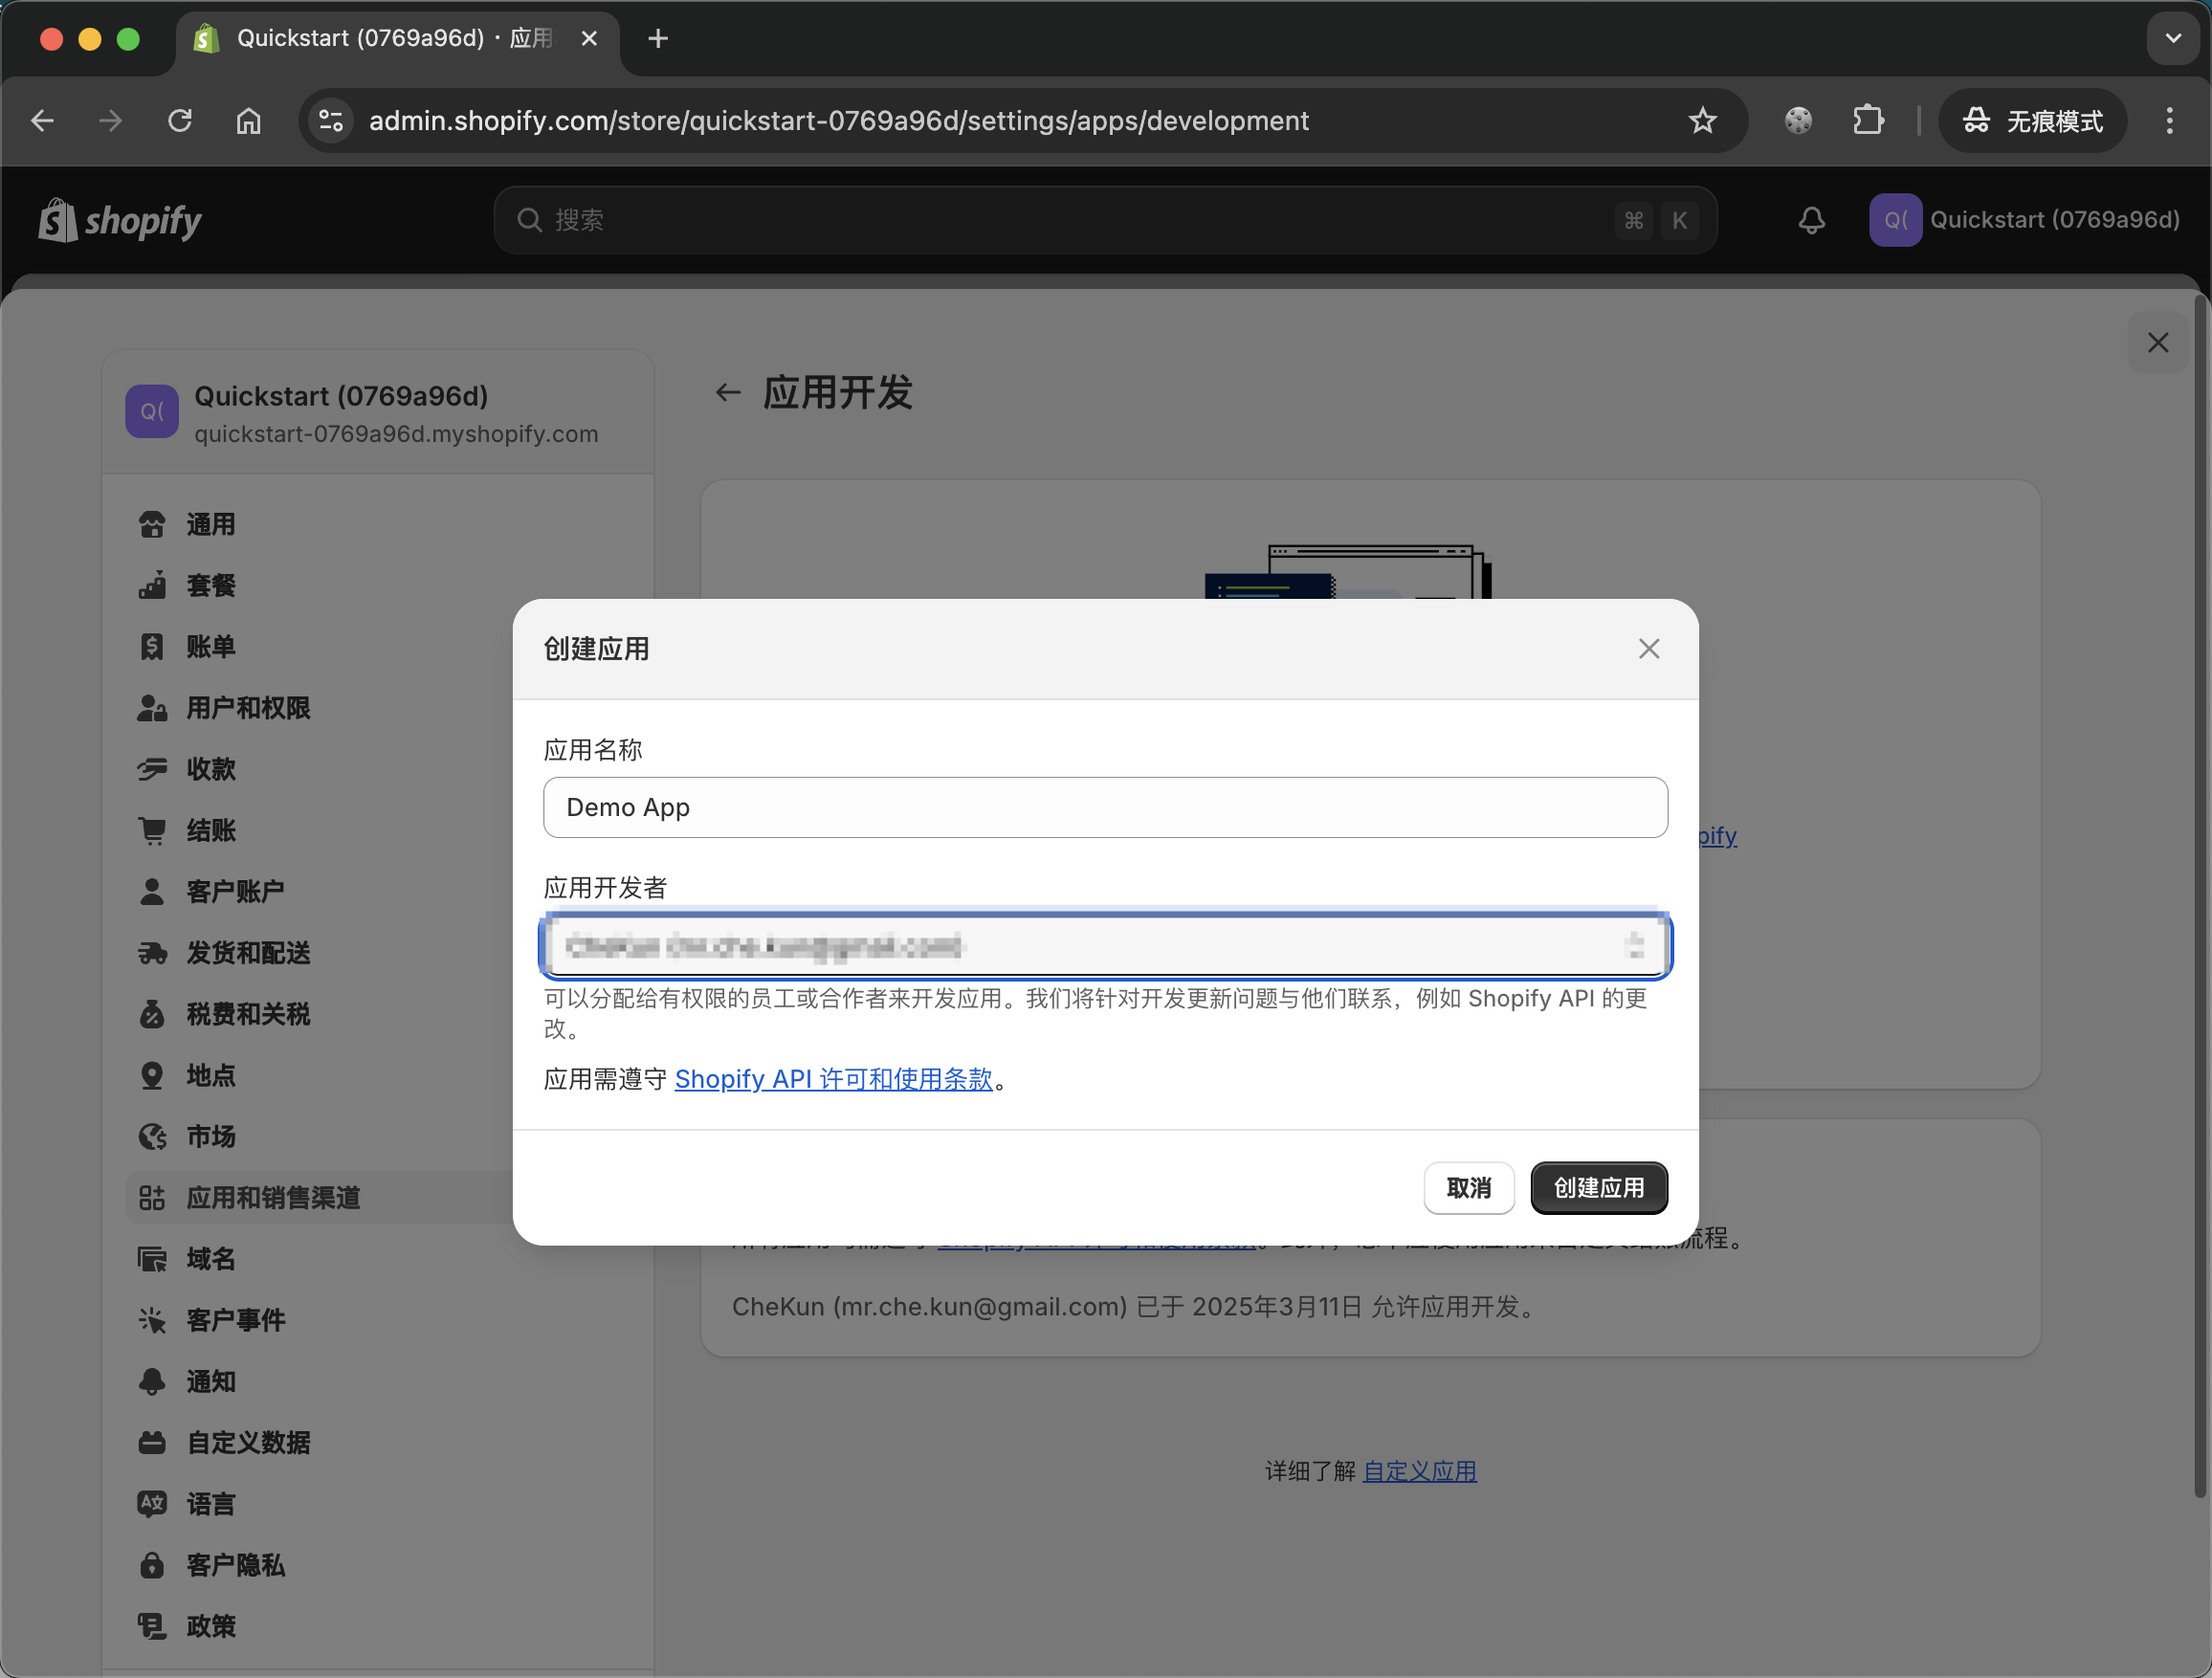 Quickstart (0769a96d) · 应用
admin.shopify.com/store/quickstart-0769a96d/settings/apps/development
无痕模式
shopify
搜索
⌘ K
Q(
Quickstart (0769a96d)
Q(
Quickstart (0769a96d)
quickstart-0769a96d.myshopify.com
通用
套餐
账单
用户和权限
收款
结账
客户账户
发货和配送
税费和关税
地点
市场
应用和销售渠道
域名
客户事件
通知
自定义数据
语言
客户隐私
政策
应用开发
pify
创建应用
应用名称
Demo App
应用开发者
可以分配给有权限的员工或合作者来开发应用。我们将针对开发更新问题与他们联系，例如 Shopify API 的更
改。
应用需遵守 Shopify API 许可和使用条款。
取消
创建应用
流程。
CheKun (mr.che.kun@gmail.com) 已于 2025年3月11日 允许应用开发。
详细了解 自定义应用